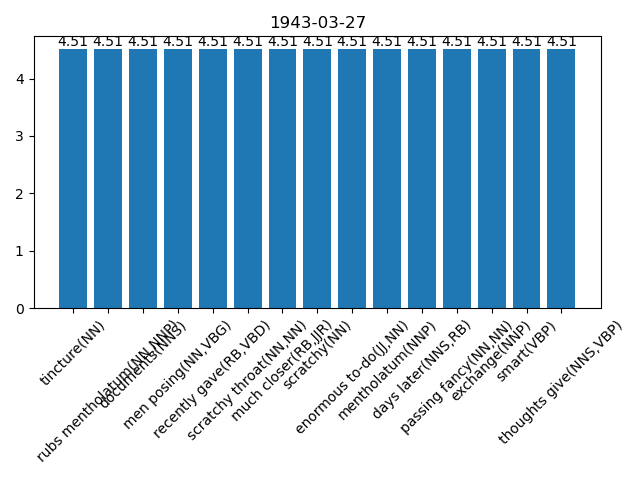 1943-03-27
4.51 4.51 4.51 4.51 4.51 4.51 4.51 4.51 4.51 4.51 4.51 4.51 4.51 4.51 4.51
4
3
2
1
0
tincture(NN)
rubs mentholatum(NN,NNP)
documents(NNS)
men posing(NN,VBG)
recently gave(RB,VBD)
scratchy throat(NN,NN)
much closer(RB,JJR)
scratchy(NN)
enormous to-do(JJ,NN)
mentholatum(NNP)
days later(NNS,RB)
passing fancy(NN,NN)
exchange(NNP)
smart(VBP)
thoughts give(NNS,VBP)